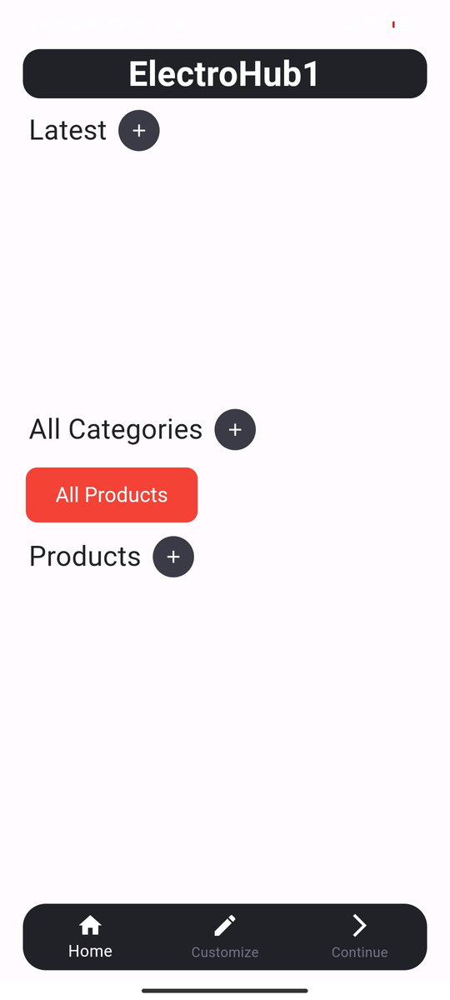 ElectroHub1
Latest +
All Categories +
All Products
Products +
Home Customize Continue